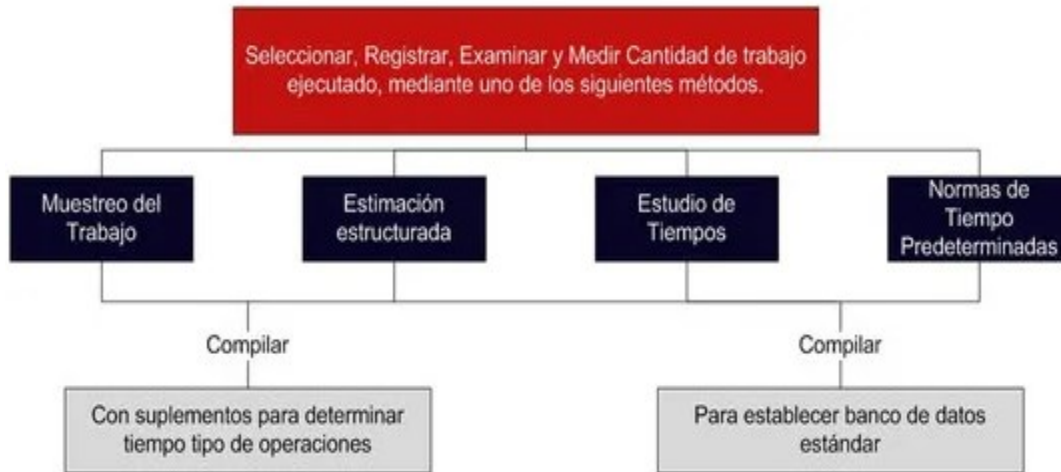 Seleccionar, Registrar, Examinar y Medir Cantidad de trabajo
ejecutado, mediante uno de los siguientes métodos.
Muestreo del
Trabajo
Estimación
estructurada
Estudio de
Tiempos
Normas de
Tiempo
Predeterminadas
Compilar
Compilar
Con suplementos para determinar
tiempo tipo de operaciones
Para establecer banco de datos
estándar